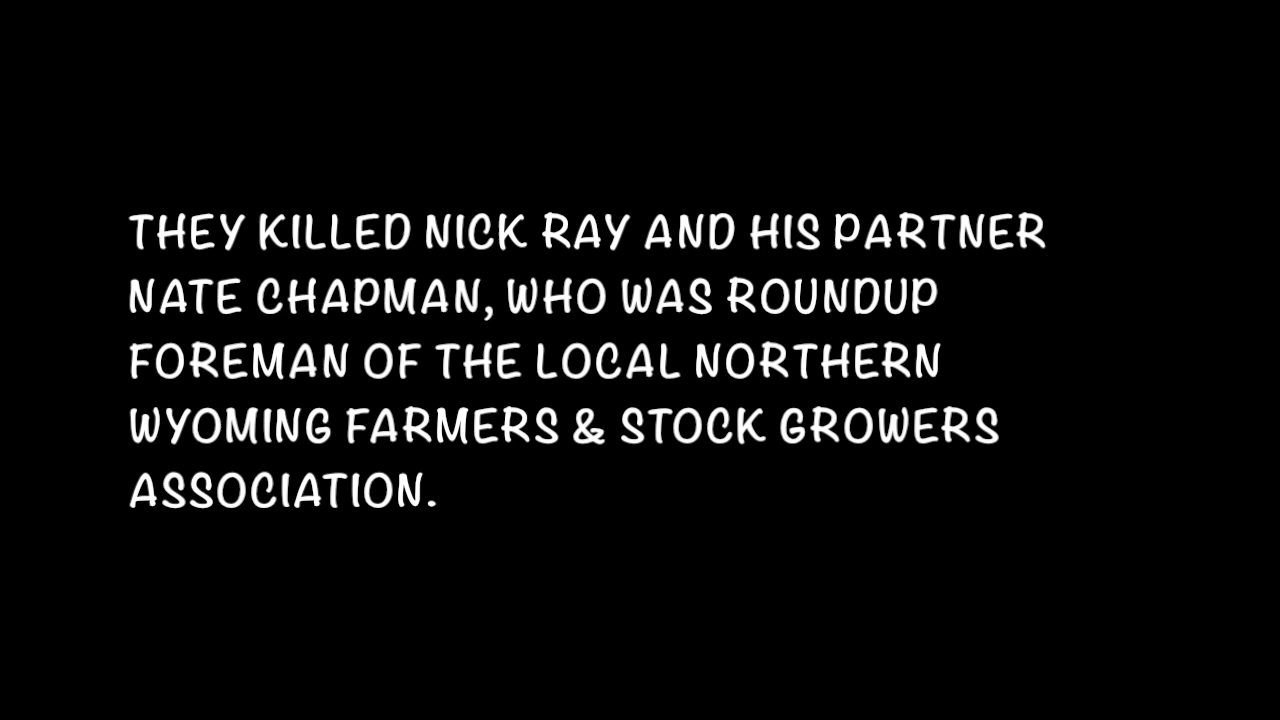 THEY KILLED NICK RAY AND HIS PARTNER
NATE CHAPMAN, WHO WAS ROUNDUP
FOREMAN OF THE LOCAL NORTHERN
WYOMING FARMERS & STOCK GROWERS
ASSOCIATION.